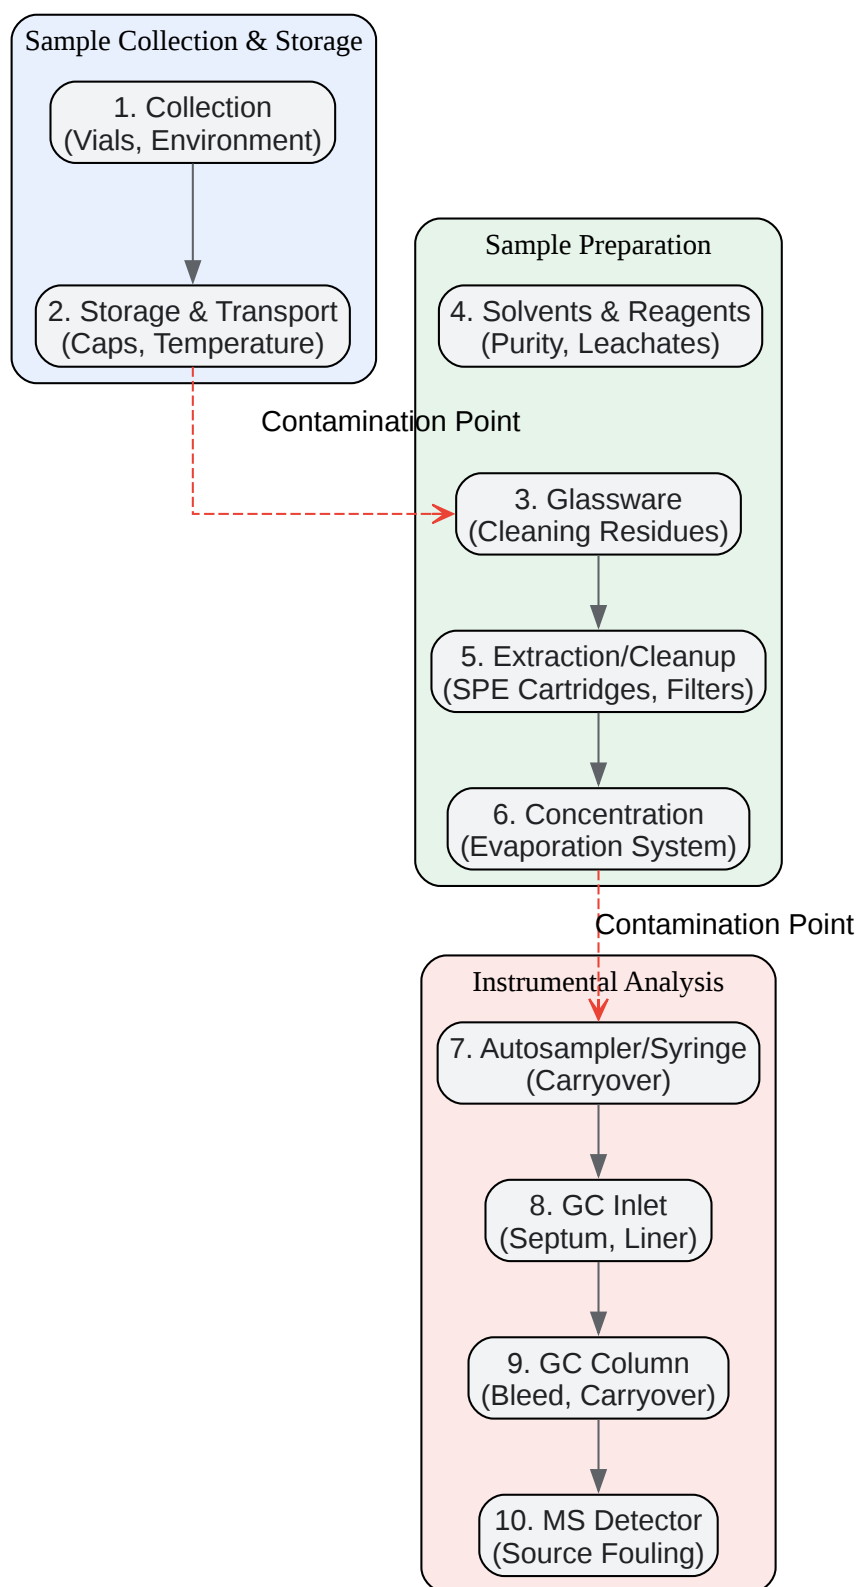 Sample Collection & Storage
1. Collection
(Vials, Environment)
2. Storage & Transport
(Caps, Temperature)
Contamination Point
Sample Preparation
4. Solvents & Reagents
(Purity, Leachates)
3. Glassware
(Cleaning Residues)
5. Extraction/Cleanup
(SPE Cartridges, Filters)
6. Concentration
(Evaporation System)
Contamination Point
Instrumental Analysis
7. Autosampler/Syringe
(Carryover)
8. GC Inlet
(Septum, Liner)
9. GC Column
(Bleed, Carryover)
10. MS Detector
(Source Fouling)